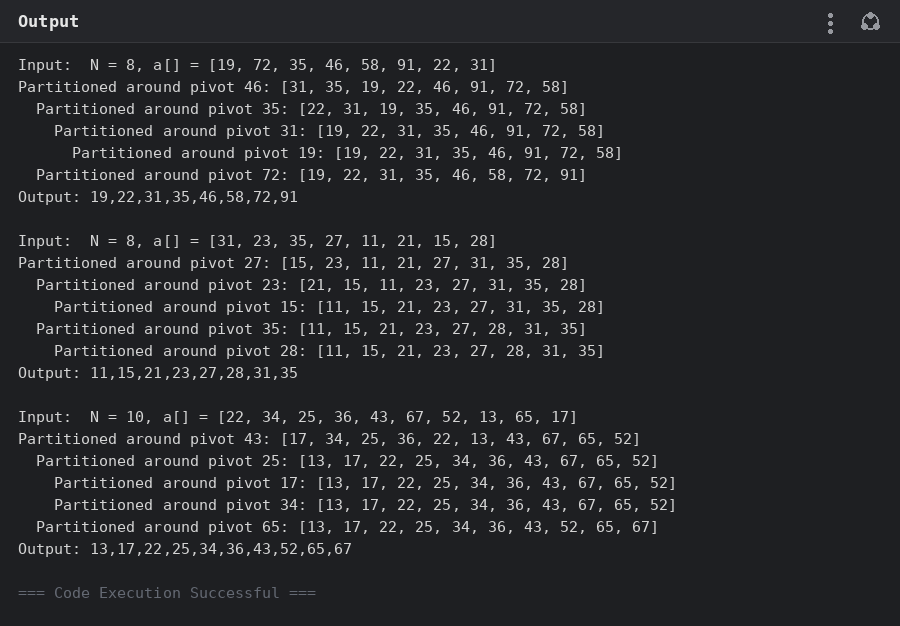 Output
Input:  N = 8, a[] = [19, 72, 35, 46, 58, 91, 22, 31]
Partitioned around pivot 46: [31, 35, 19, 22, 46, 91, 72, 58]
  Partitioned around pivot 35: [22, 31, 19, 35, 46, 91, 72, 58]
    Partitioned around pivot 31: [19, 22, 31, 35, 46, 91, 72, 58]
      Partitioned around pivot 19: [19, 22, 31, 35, 46, 91, 72, 58]
  Partitioned around pivot 72: [19, 22, 31, 35, 46, 58, 72, 91]
Output: 19,22,31,35,46,58,72,91

Input:  N = 8, a[] = [31, 23, 35, 27, 11, 21, 15, 28]
Partitioned around pivot 27: [15, 23, 11, 21, 27, 31, 35, 28]
  Partitioned around pivot 23: [21, 15, 11, 23, 27, 31, 35, 28]
    Partitioned around pivot 15: [11, 15, 21, 23, 27, 31, 35, 28]
  Partitioned around pivot 35: [11, 15, 21, 23, 27, 28, 31, 35]
    Partitioned around pivot 28: [11, 15, 21, 23, 27, 28, 31, 35]
Output: 11,15,21,23,27,28,31,35

Input:  N = 10, a[] = [22, 34, 25, 36, 43, 67, 52, 13, 65, 17]
Partitioned around pivot 43: [17, 34, 25, 36, 22, 13, 43, 67, 65, 52]
  Partitioned around pivot 25: [13, 17, 22, 25, 34, 36, 43, 67, 65, 52]
    Partitioned around pivot 17: [13, 17, 22, 25, 34, 36, 43, 67, 65, 52]
    Partitioned around pivot 34: [13, 17, 22, 25, 34, 36, 43, 67, 65, 52]
  Partitioned around pivot 65: [13, 17, 22, 25, 34, 36, 43, 52, 65, 67]
Output: 13,17,22,25,34,36,43,52,65,67

=== Code Execution Successful ===